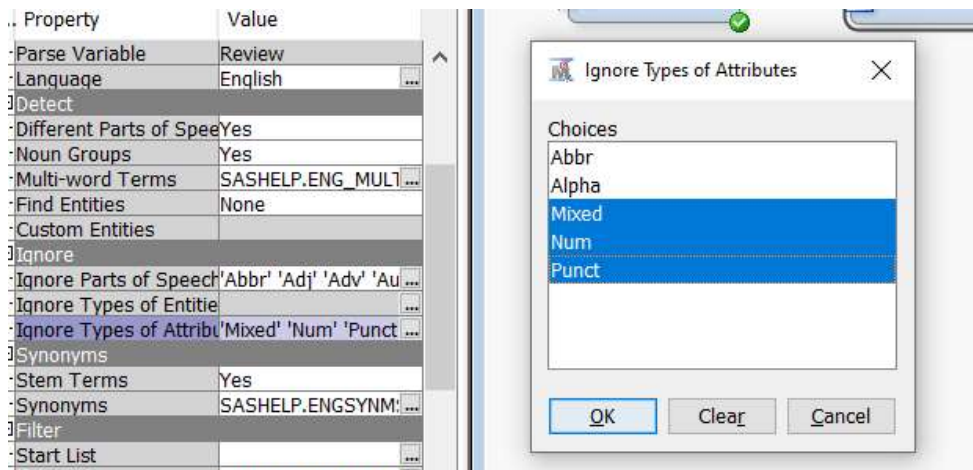 .. Property Value
Parse Variable Review
Language English ...
Detect
Different Parts of Spee Yes
Noun Groups Yes
Multi-word Terms SASHELP.ENG_MULT ...
Find Entities None
Custom Entities
Ignore
Ignore Parts of Speech 'Abbr' 'Adj' 'Adv' 'Au ...
Ignore Types of Entitie ...
Ignore Types of Attribu 'Mixed' 'Num' 'Punct ...
Synonyms
Stem Terms Yes
Synonyms SASHELP.ENGSYNMS ...
Filter
Start List ...
Ignore Types of Attributes
Choices
Abbr
Alpha
Mixed
Num
Punct
OK Clear Cancel